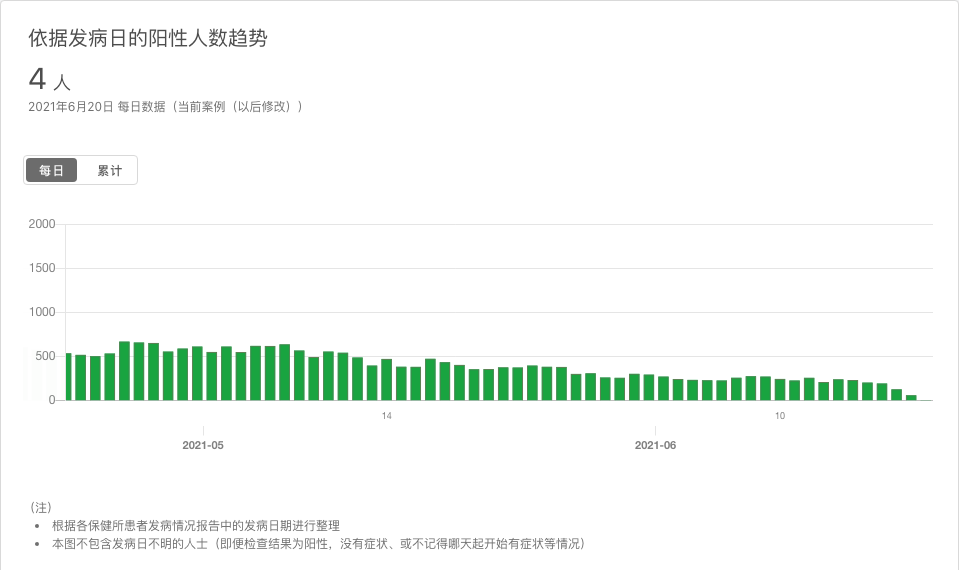 依据发病日的阳性人数趋势
4 人
2021年6月20日 每日数据（当前案例（以后修改））
每日 累计
2000
1500
1000
500
0
14 10
2021-05 2021-06
（注）
• 根据各保健所患者发病情况报告中的发病日期进行整理
• 本图不包含发病日不明的人士（即便检查结果为阳性，没有症状、或不记得哪天起开始有症状等情况）